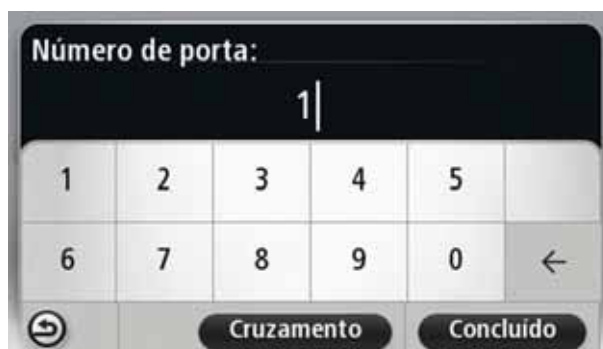 Número de porta:
1
1 2 3 4 5
6 7 8 9 0 ←
Cruzamento Concluído